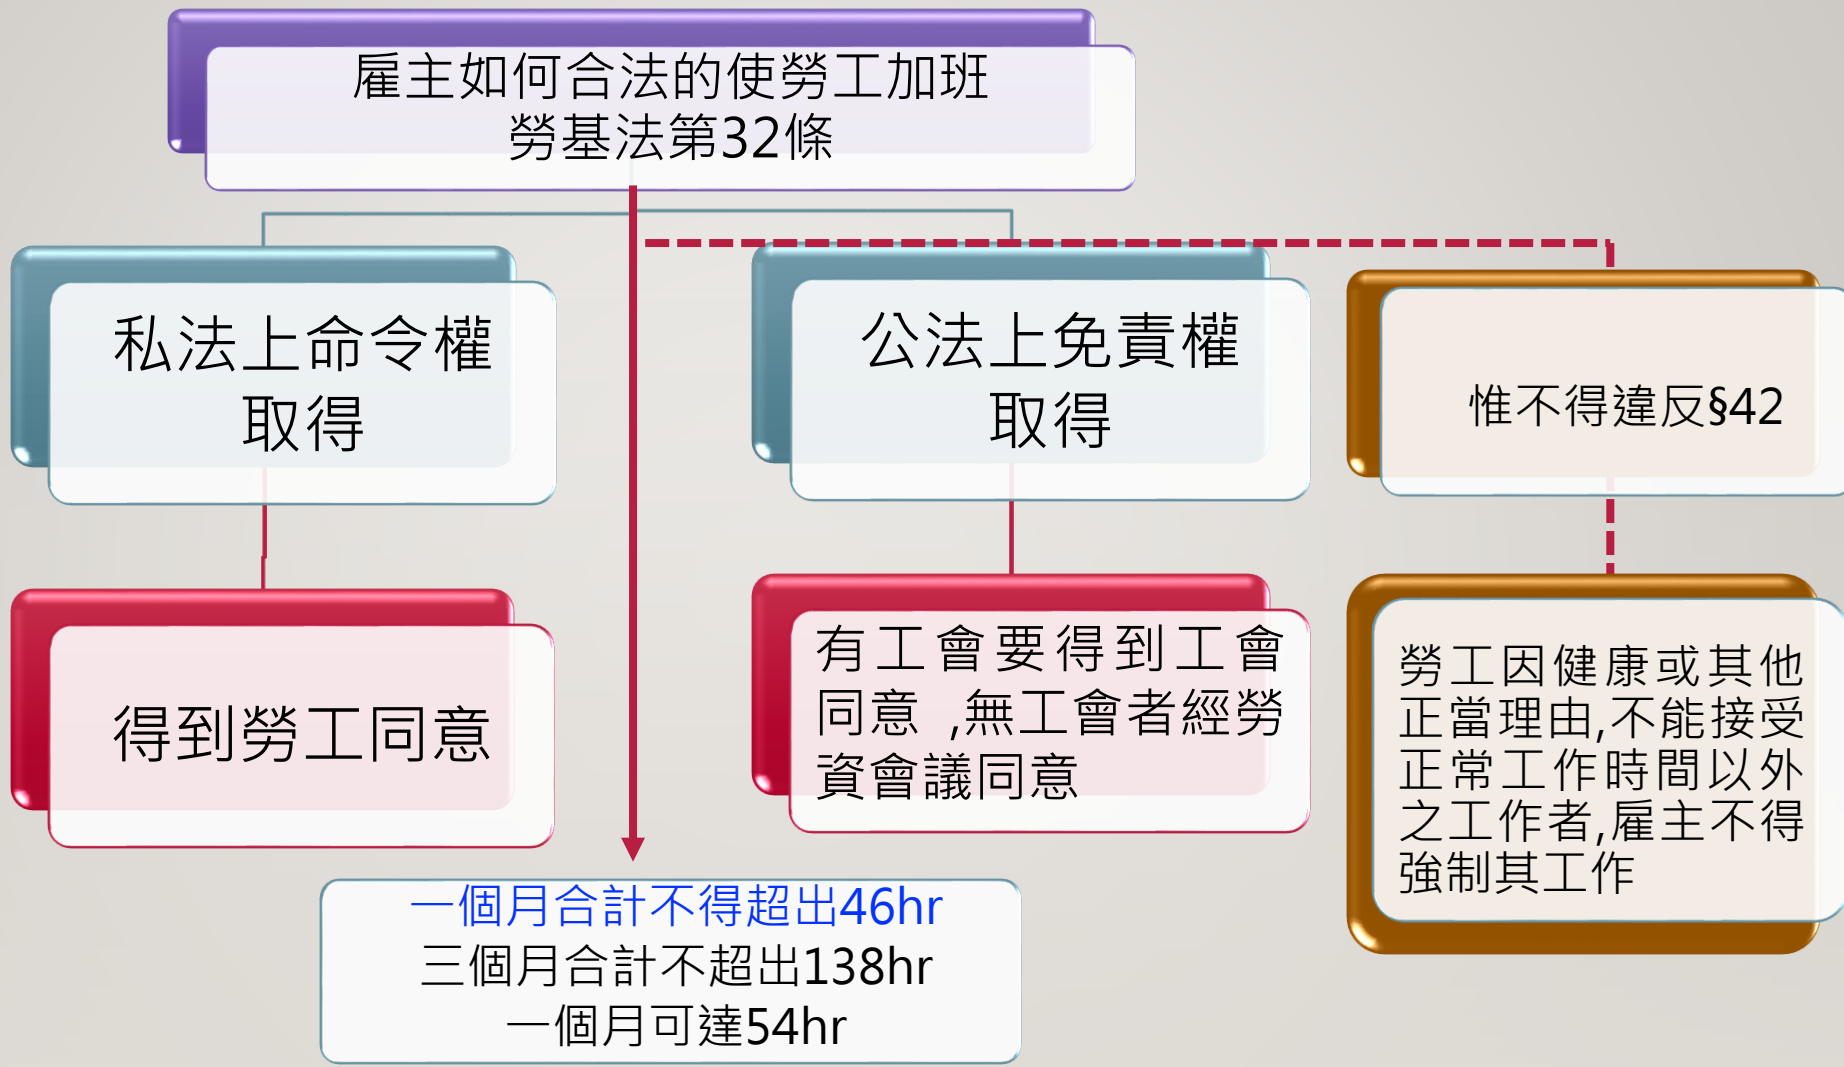 雇主如何合法的使勞工加班
勞基法第32條
私法上命令權
取得
公法上免責權
取得
惟不得違反§42
得到勞工同意
有工會要得到工會
同意 ,無工會者經勞
資會議同意
勞工因健康或其他
正當理由,不能接受
正常工作時間以外
之工作者,雇主不得
強制其工作
一個月合計不得超出46hr
三個月合計不超出138hr
一個月可達54hr